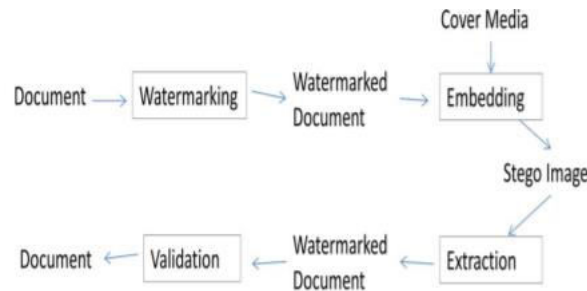 Cover Media
Document
Watermarking
Watermarked
Document
Embedding
Stego Image
Document
Validation
Watermarked
Document
Extraction